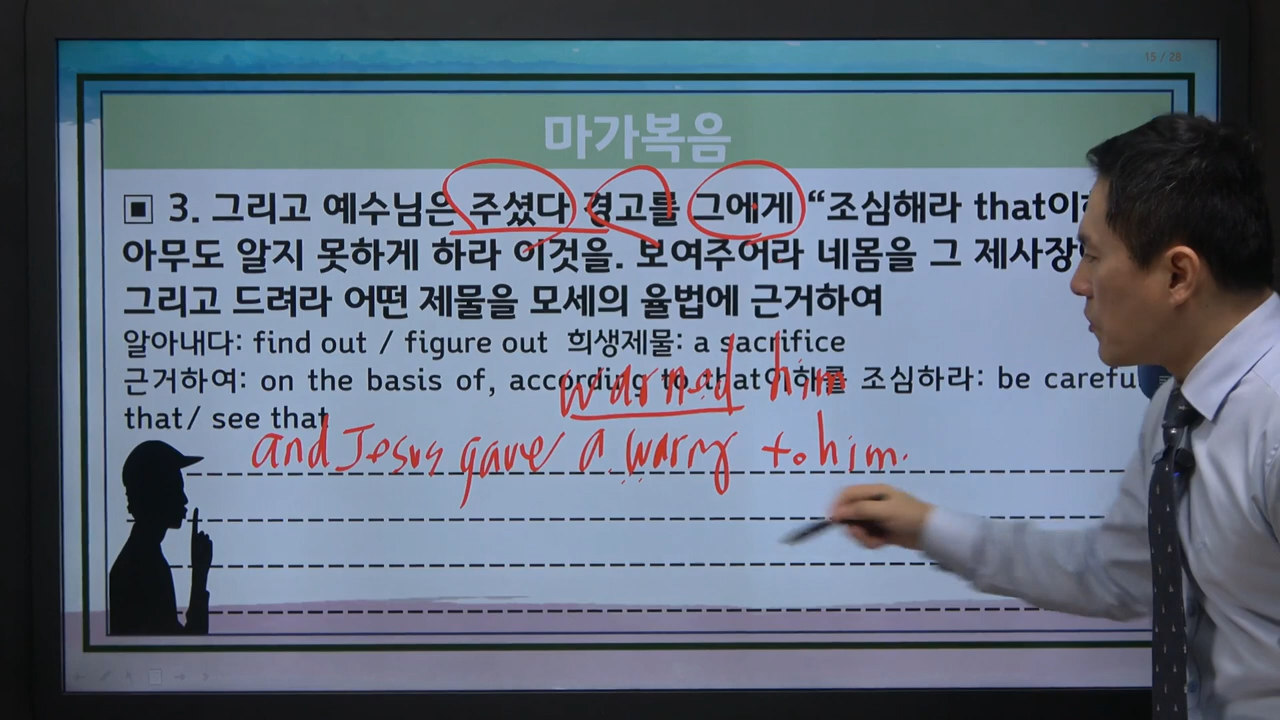 15 / 28
마가복음
▣ 3. 그리고 예수님은 주셨다 경고를 그에게 “조심해라 that이하
아무도 알지 못하게 하라 이것을. 보여주어라 네몸을 그 제사장
그리고 드려라 어떤 제물을 모세의 율법에 근거하여
알아내다: find out / figure out 희생제물: a sacrifice
근거하여: on the basis of, according to that이하를 조심하라: be careful
that/ see that
warned him
and Jesus gave a warng to him.